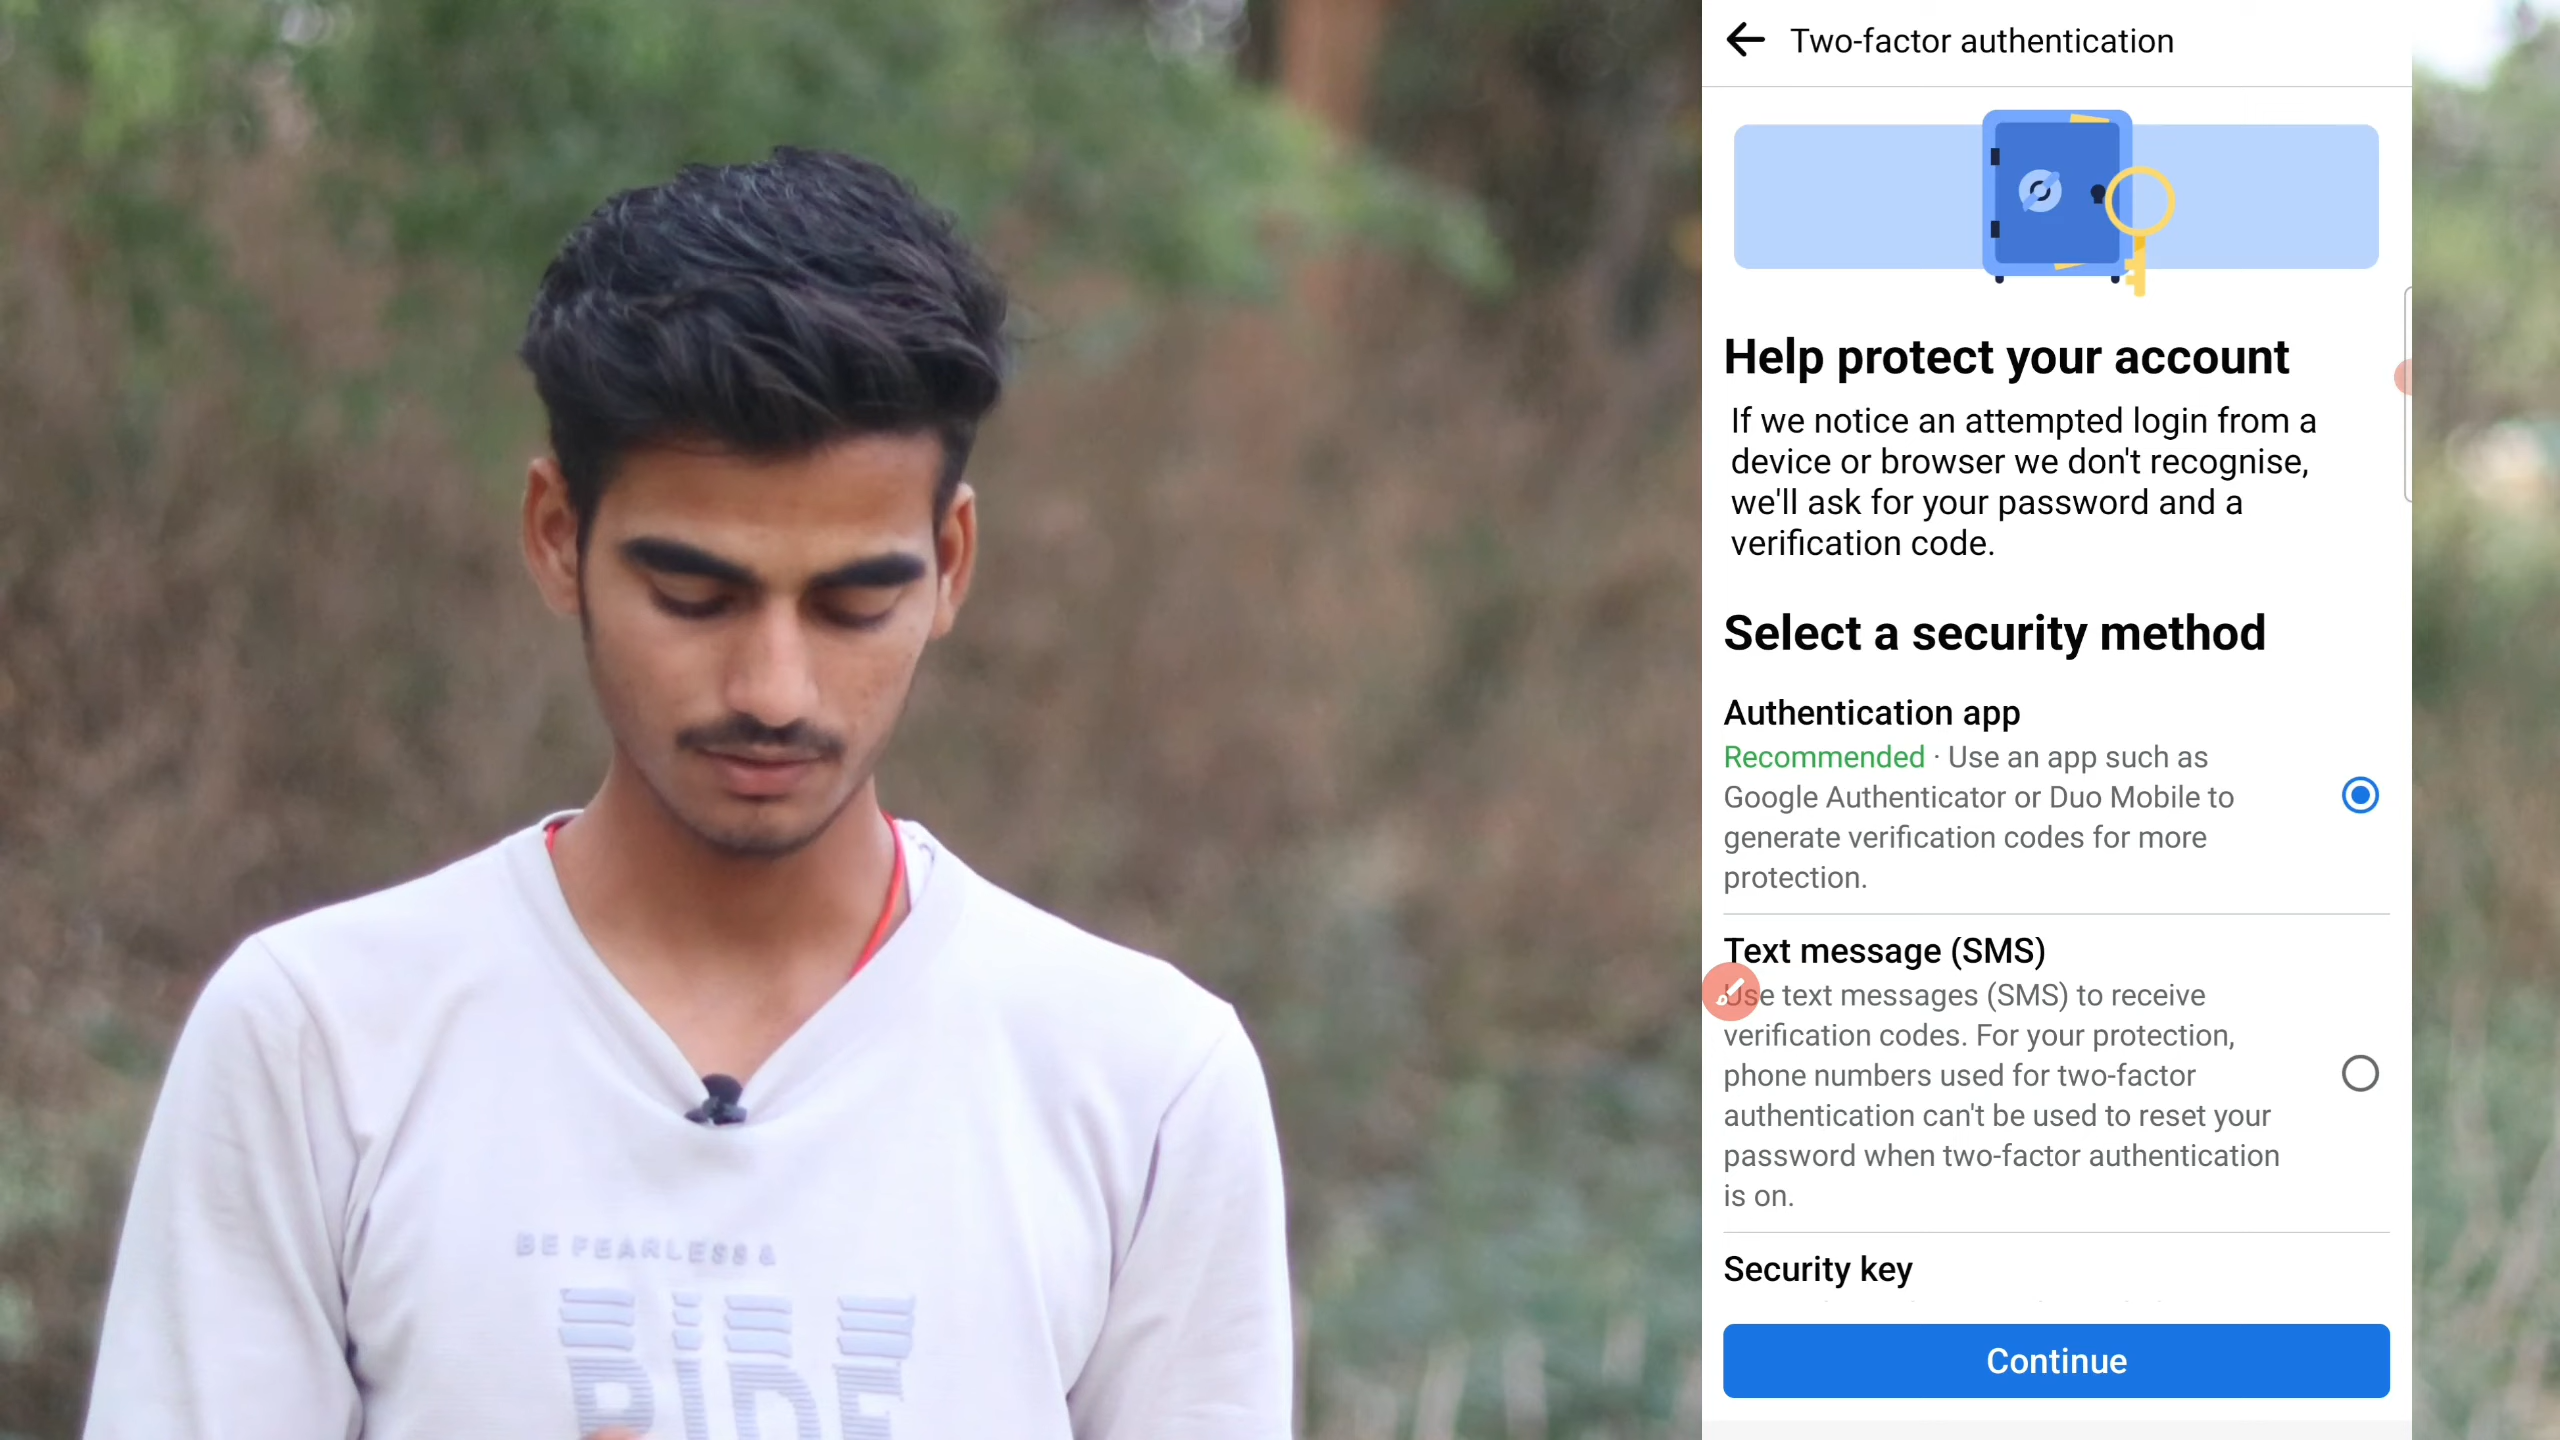 Two-factor authentication
Help protect your account
If we notice an attempted login from a
device or browser we don't recognise,
we'll ask for your password and a
verification code.
Select a security method
Authentication app
Recommended · Use an app such as
Google Authenticator or Duo Mobile to
generate verification codes for more
protection.
Text message (SMS)
Use text messages (SMS) to receive
verification codes. For your protection,
phone numbers used for two-factor
authentication can't be used to reset your
password when two-factor authentication
is on.
Security key
Continue
BE FEARLESS &
RIDE